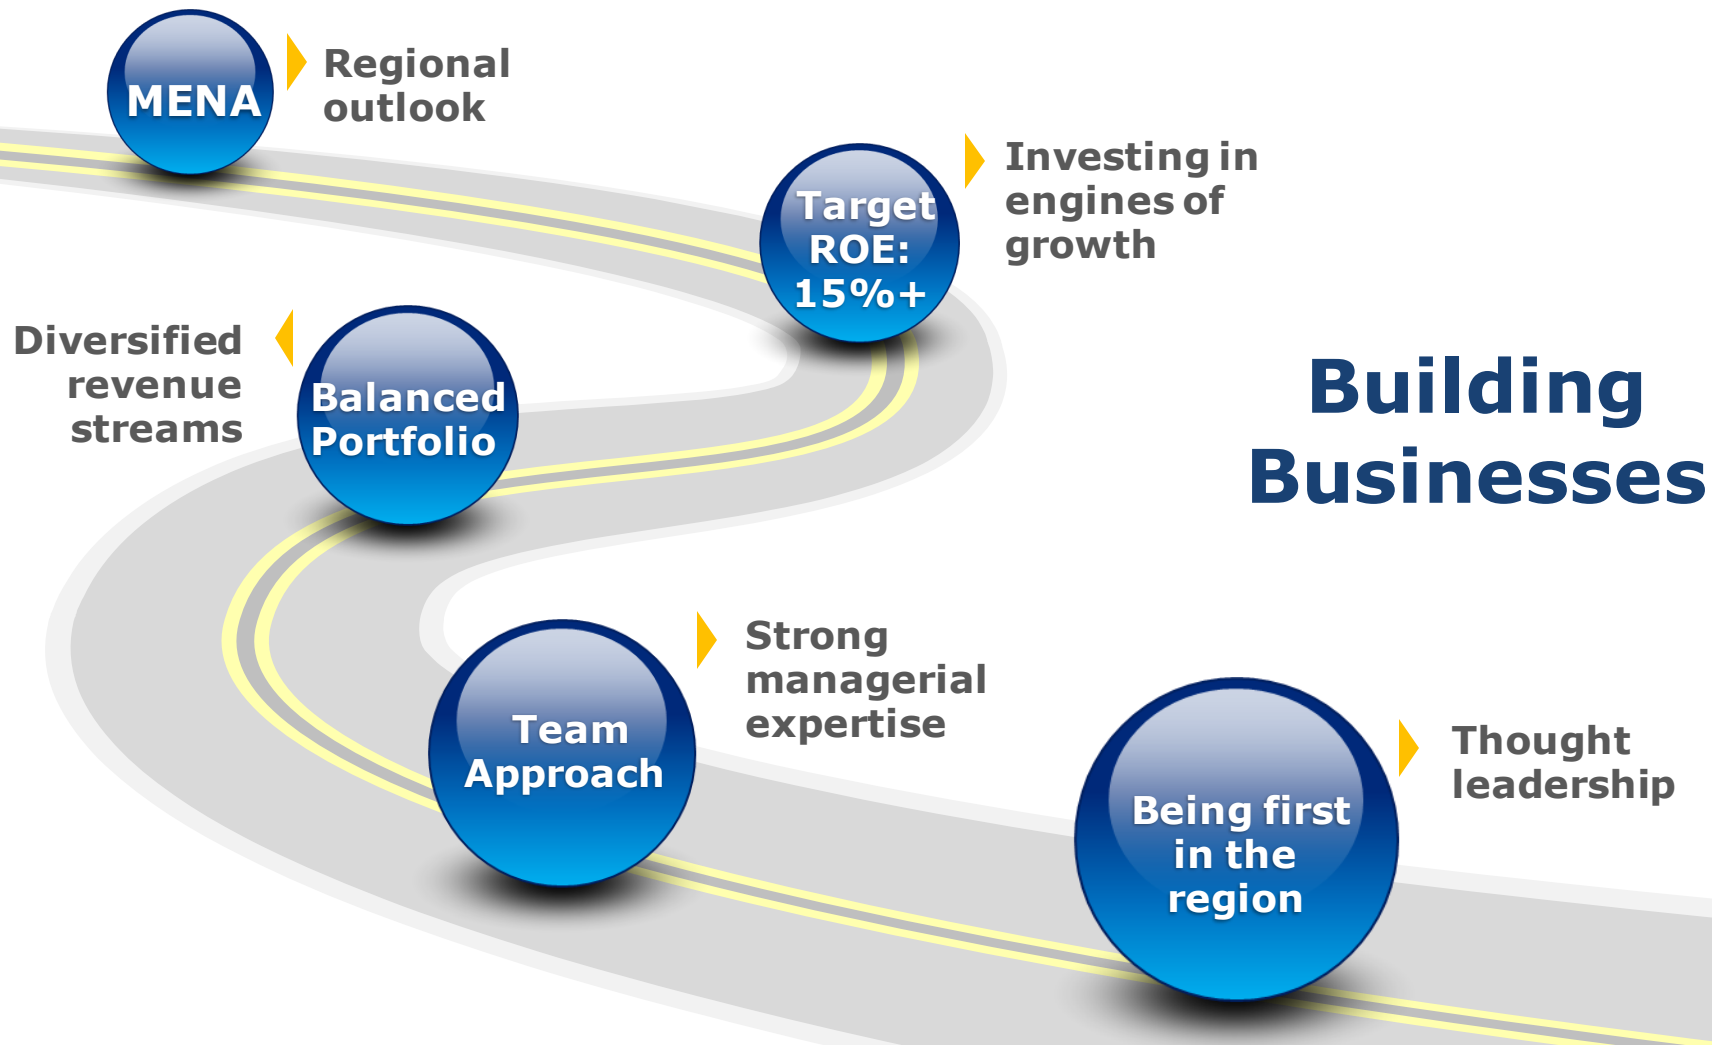 MENA
Regional
outlook
Target
ROE:
15%+
Investing in
engines of
growth
Diversified
revenue
streams
Balanced
Portfolio
Building
Businesses
Team
Approach
Strong
managerial
expertise
Being first
in the
region
Thought
leadership